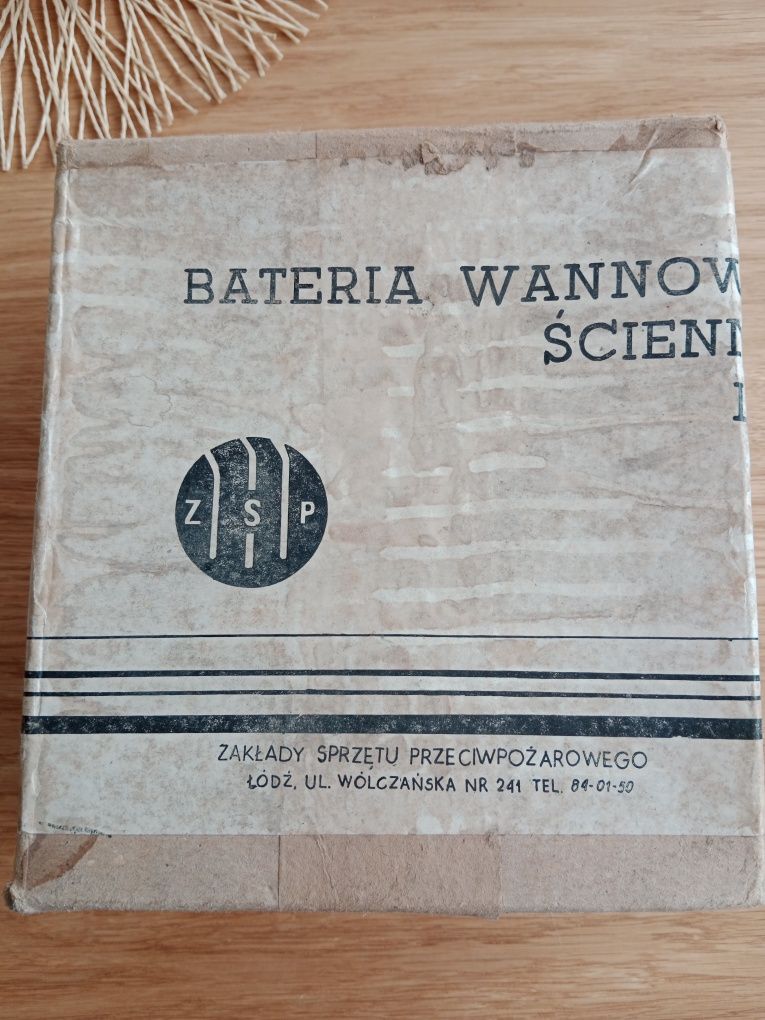 BATERIA WANNOW
ŚCIENN
Z S P
ZAKŁADY SPRZĘTU PRZECIWPOŻAROWEGO
ŁÓDŹ, UL. WÓLCZAŃSKA NR 241 TEL. 84-01-50